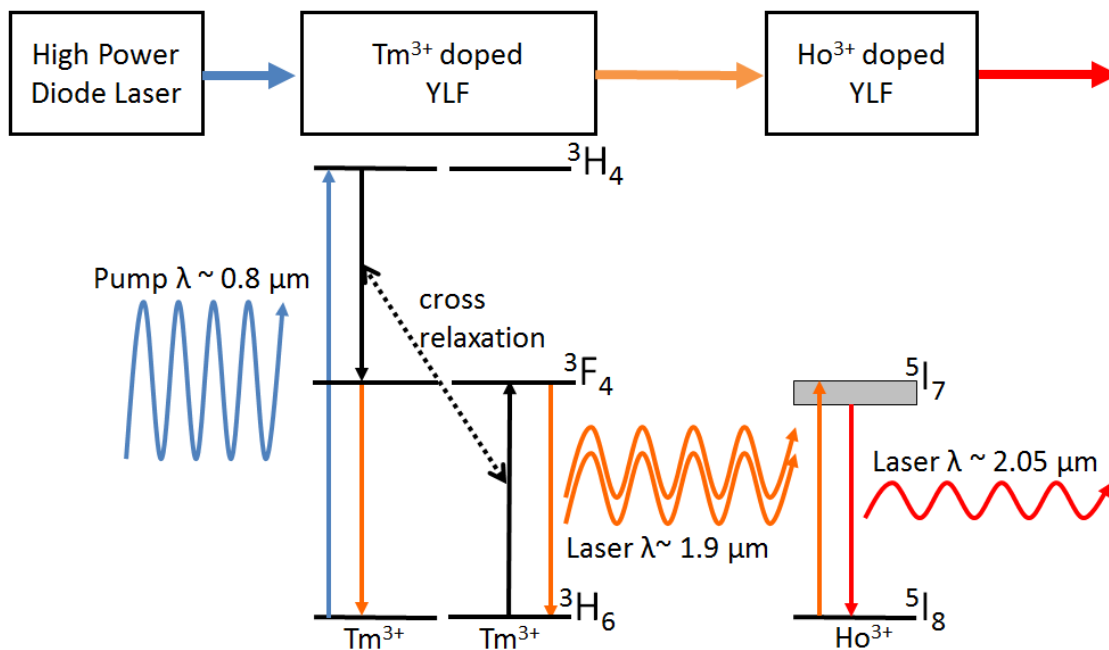 High Power
Diode Laser
Tm³⁺ doped
YLF
Ho³⁺ doped
YLF
³H₄
Pump λ ~ 0.8 μm
cross
relaxation
³F₄
⁵I₇
Laser λ ~ 2.05 μm
Laser λ~ 1.9 μm
³H₆
⁵I₈
Tm³⁺
Tm³⁺
Ho³⁺